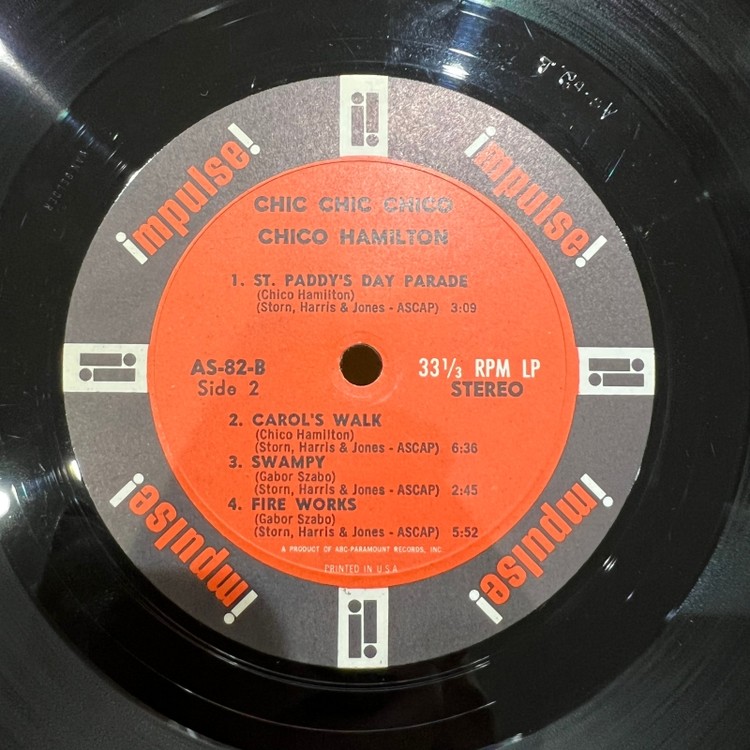 impulse!
impulse!
CHIC CHIC CHICO
CHICO HAMILTON
1. ST. PADDY'S DAY PARADE
(Chico Hamilton)
(Storn, Harris & Jones - ASCAP) 3:09
AS-82-B
Side 2
33 1/3 RPM LP
STEREO
2. CAROL'S WALK
(Chico Hamilton)
(Storn, Harris & Jones - ASCAP) 6:36
3. SWAMPY
(Gabor Szabo)
(Storn, Harris & Jones - ASCAP) 2:45
4. FIRE WORKS
(Gabor Szabo)
(Storn, Harris & Jones - ASCAP) 5:52
A PRODUCT OF ABC-PARAMOUNT RECORDS, INC.
PRINTED IN U.S.A.
impulse!
impulse!